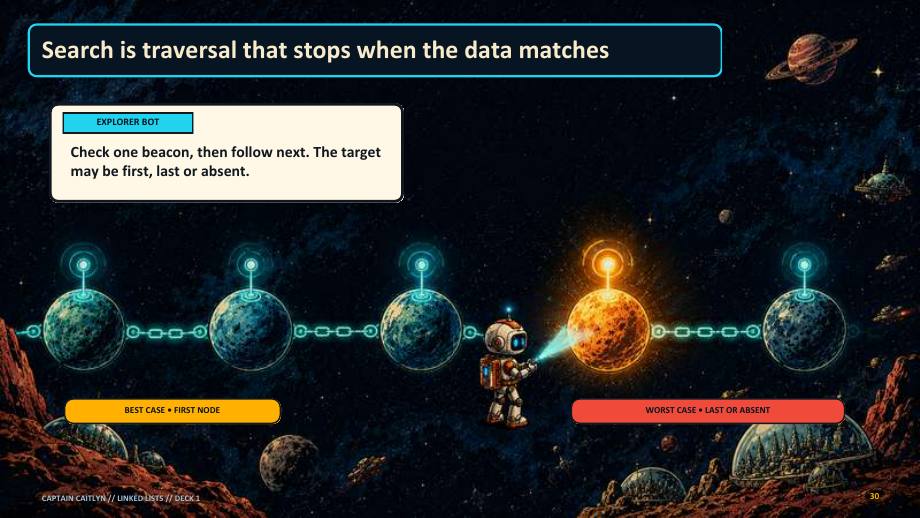 Search is traversal that stops when the data matches
EXPLORER BOT
Check one beacon, then follow next. The target
may be first, last or absent.
BEST CASE • FIRST NODE
WORST CASE • LAST OR ABSENT
CAPTAIN CAITLYN // LINKED LISTS // DECK 1
30